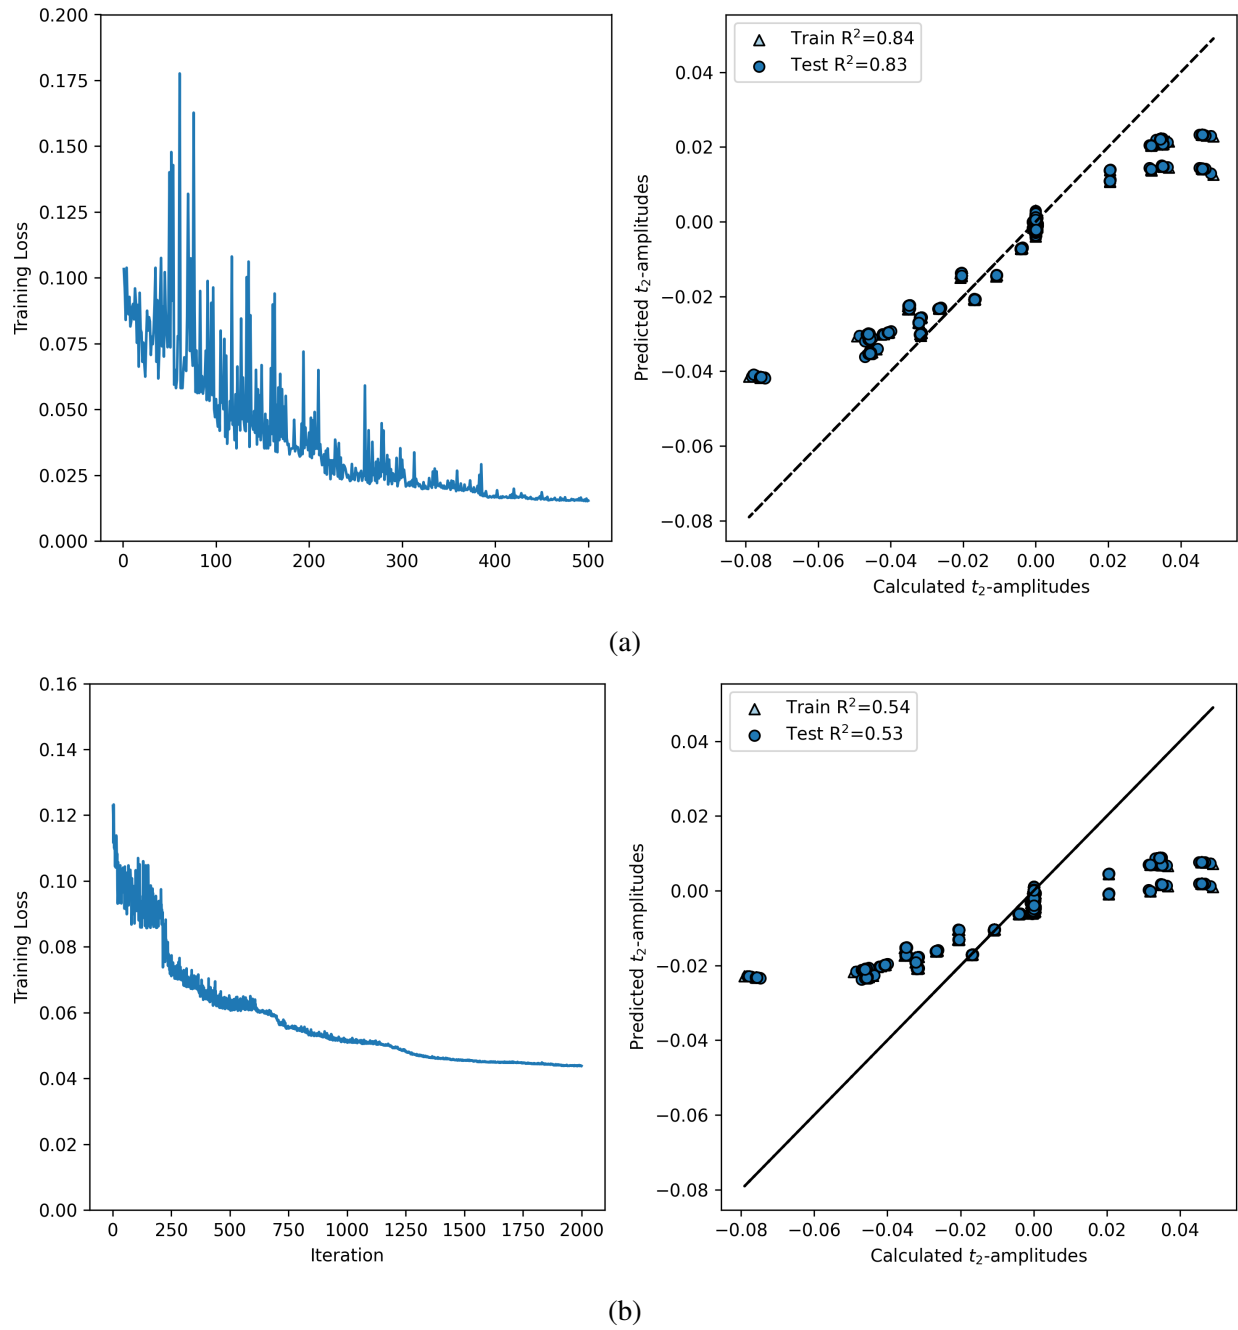 0.200
0.175
0.150
0.125
0.100
0.075
0.050
0.025
0.000
Training Loss
0 100 200 300 400 500
Train R²=0.84
Test R²=0.83
0.04
0.02
0.00
−0.02
−0.04
−0.06
−0.08
Predicted t₂-amplitudes
−0.08 −0.06 −0.04 −0.02 0.00 0.02 0.04
Calculated t₂-amplitudes
(a)
0.16
0.14
0.12
0.10
0.08
0.06
0.04
0.02
0.00
Training Loss
0 250 500 750 1000 1250 1500 1750 2000
Iteration
Train R²=0.54
Test R²=0.53
0.04
0.02
0.00
−0.02
−0.04
−0.06
−0.08
Predicted t₂-amplitudes
−0.08 −0.06 −0.04 −0.02 0.00 0.02 0.04
Calculated t₂-amplitudes
(b)